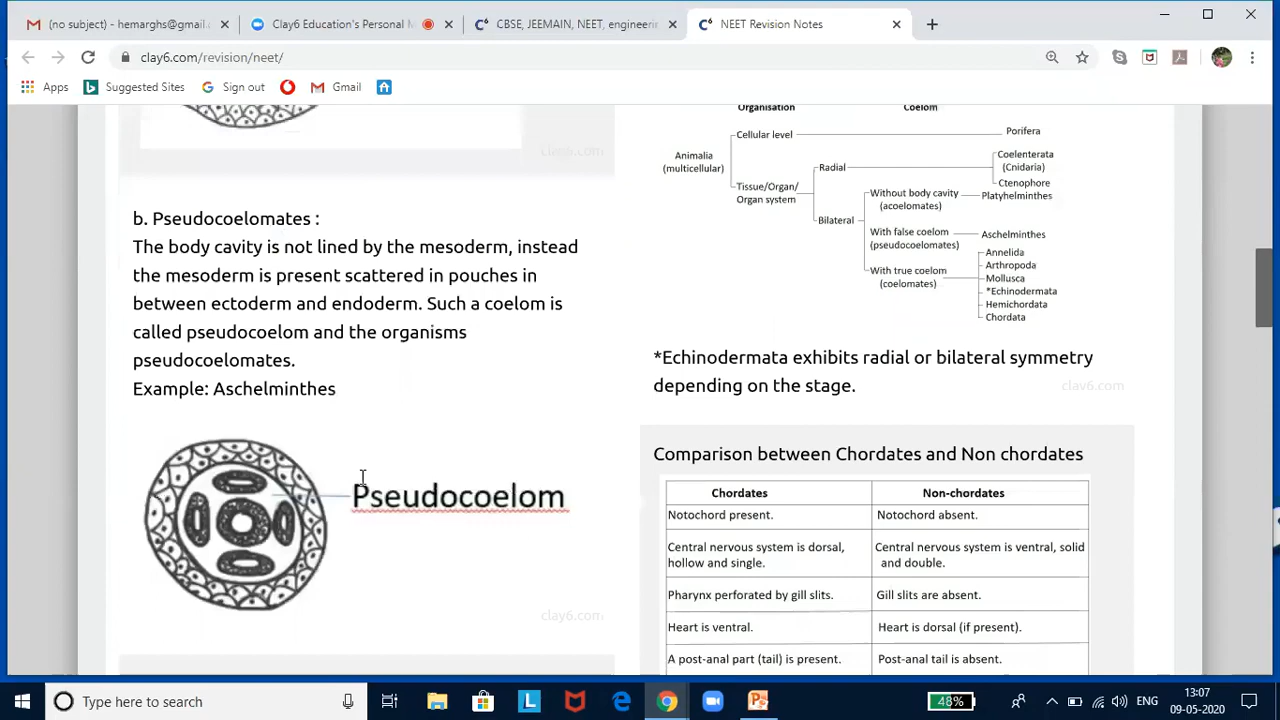 (no subject) - hemarghs@gmail.
Clay6 Education's Personal M
CBSE, JEEMAIN, NEET, engineerin
NEET Revision Notes
clay6.com/revision/neet/
Apps
Suggested Sites
Sign out
Gmail
clay6.com
b. Pseudocoelomates :
The body cavity is not lined by the mesoderm, instead
the mesoderm is present scattered in pouches in
between ectoderm and endoderm. Such a coelom is
called pseudocoelom and the organisms
pseudocoelomates.
Example: Aschelminthes
Pseudocoelom
clay6.com
Organisation
Coelom
Animalia
(multicellular)
Cellular level
Porifera
Tissue/Organ/
Organ system
Radial
Coelenterata
(Cnidaria)
Ctenophore
Bilateral
Without body cavity
(acoelomates)
Platyhelminthes
With false coelom
(pseudocoelomates)
Aschelminthes
With true coelom
(coelomates)
Annelida
Arthropoda
Mollusca
*Echinodermata
Hemichordata
Chordata
*Echinodermata exhibits radial or bilateral symmetry
depending on the stage.
clay6.com
Comparison between Chordates and Non chordates
Chordates
Non-chordates
Notochord present.
Notochord absent.
Central nervous system is dorsal,
hollow and single.
Central nervous system is ventral, solid
and double.
Pharynx perforated by gill slits.
Gill slits are absent.
Heart is ventral.
Heart is dorsal (if present).
A post-anal part (tail) is present.
Post-anal tail is absent.
Type here to search
48%
ENG
13:07
09-05-2020